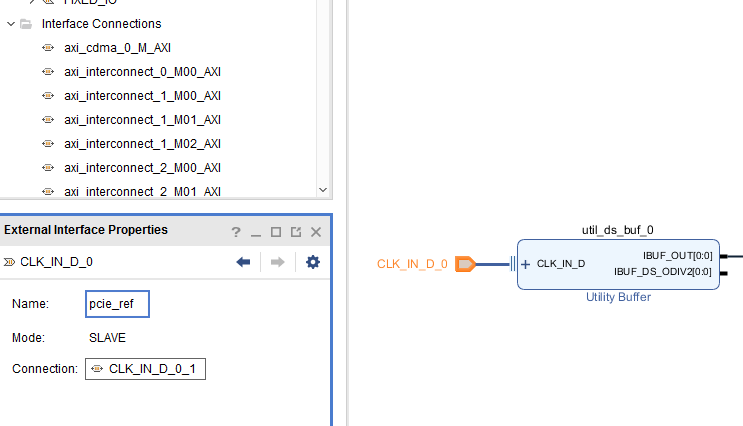 FIXED_IO
Interface Connections
axi_cdma_0_M_AXI
axi_interconnect_0_M00_AXI
axi_interconnect_1_M00_AXI
axi_interconnect_1_M01_AXI
axi_interconnect_1_M02_AXI
axi_interconnect_2_M00_AXI
axi_interconnect_2_M01_AXI
External Interface Properties
CLK_IN_D_0
Name: pcie_ref
Mode: SLAVE
Connection: CLK_IN_D_0_1
util_ds_buf_0
CLK_IN_D_0
CLK_IN_D
IBUF_OUT[0:0]
IBUF_DS_ODIV2[0:0]
Utility Buffer